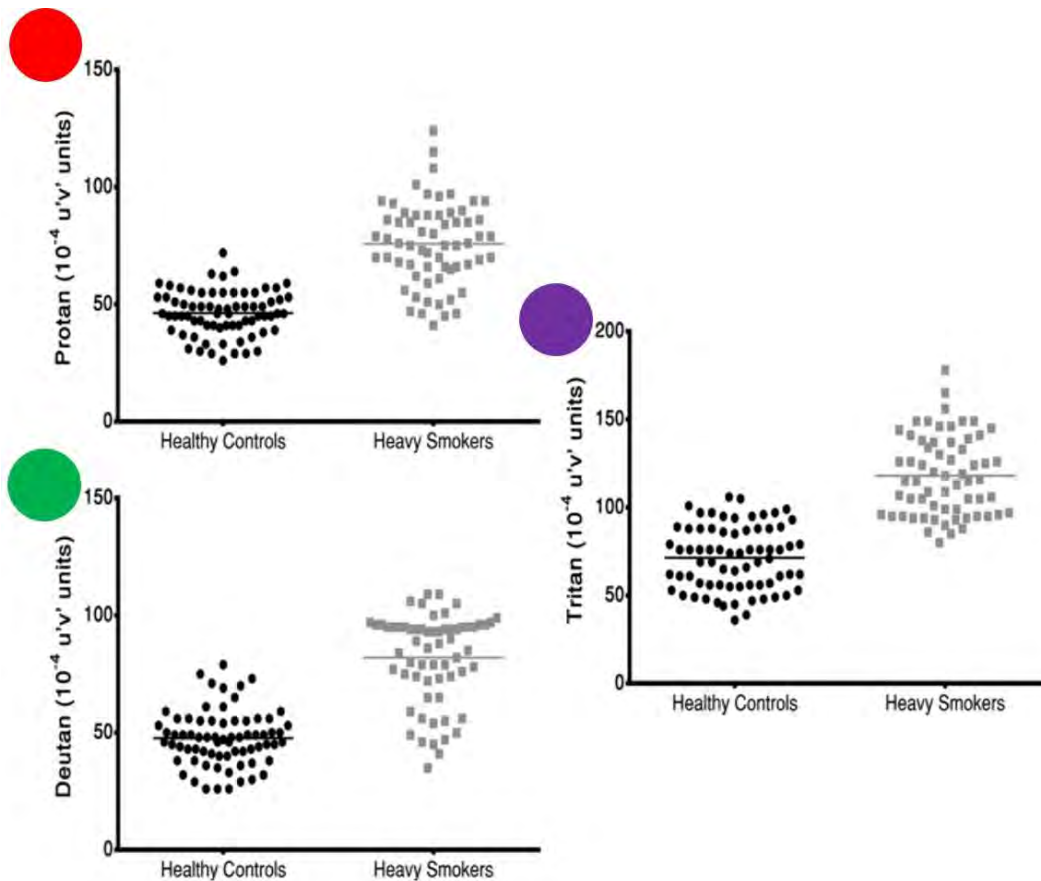 150
100
50
0
Protan (10⁻⁴ u'v' units)
Healthy Controls
Heavy Smokers
150
100
50
0
Deutan (10⁻⁴ u'v' units)
Healthy Controls
Heavy Smokers
200
150
100
50
0
Tritan (10⁻⁴ u'v' units)
Healthy Controls
Heavy Smokers